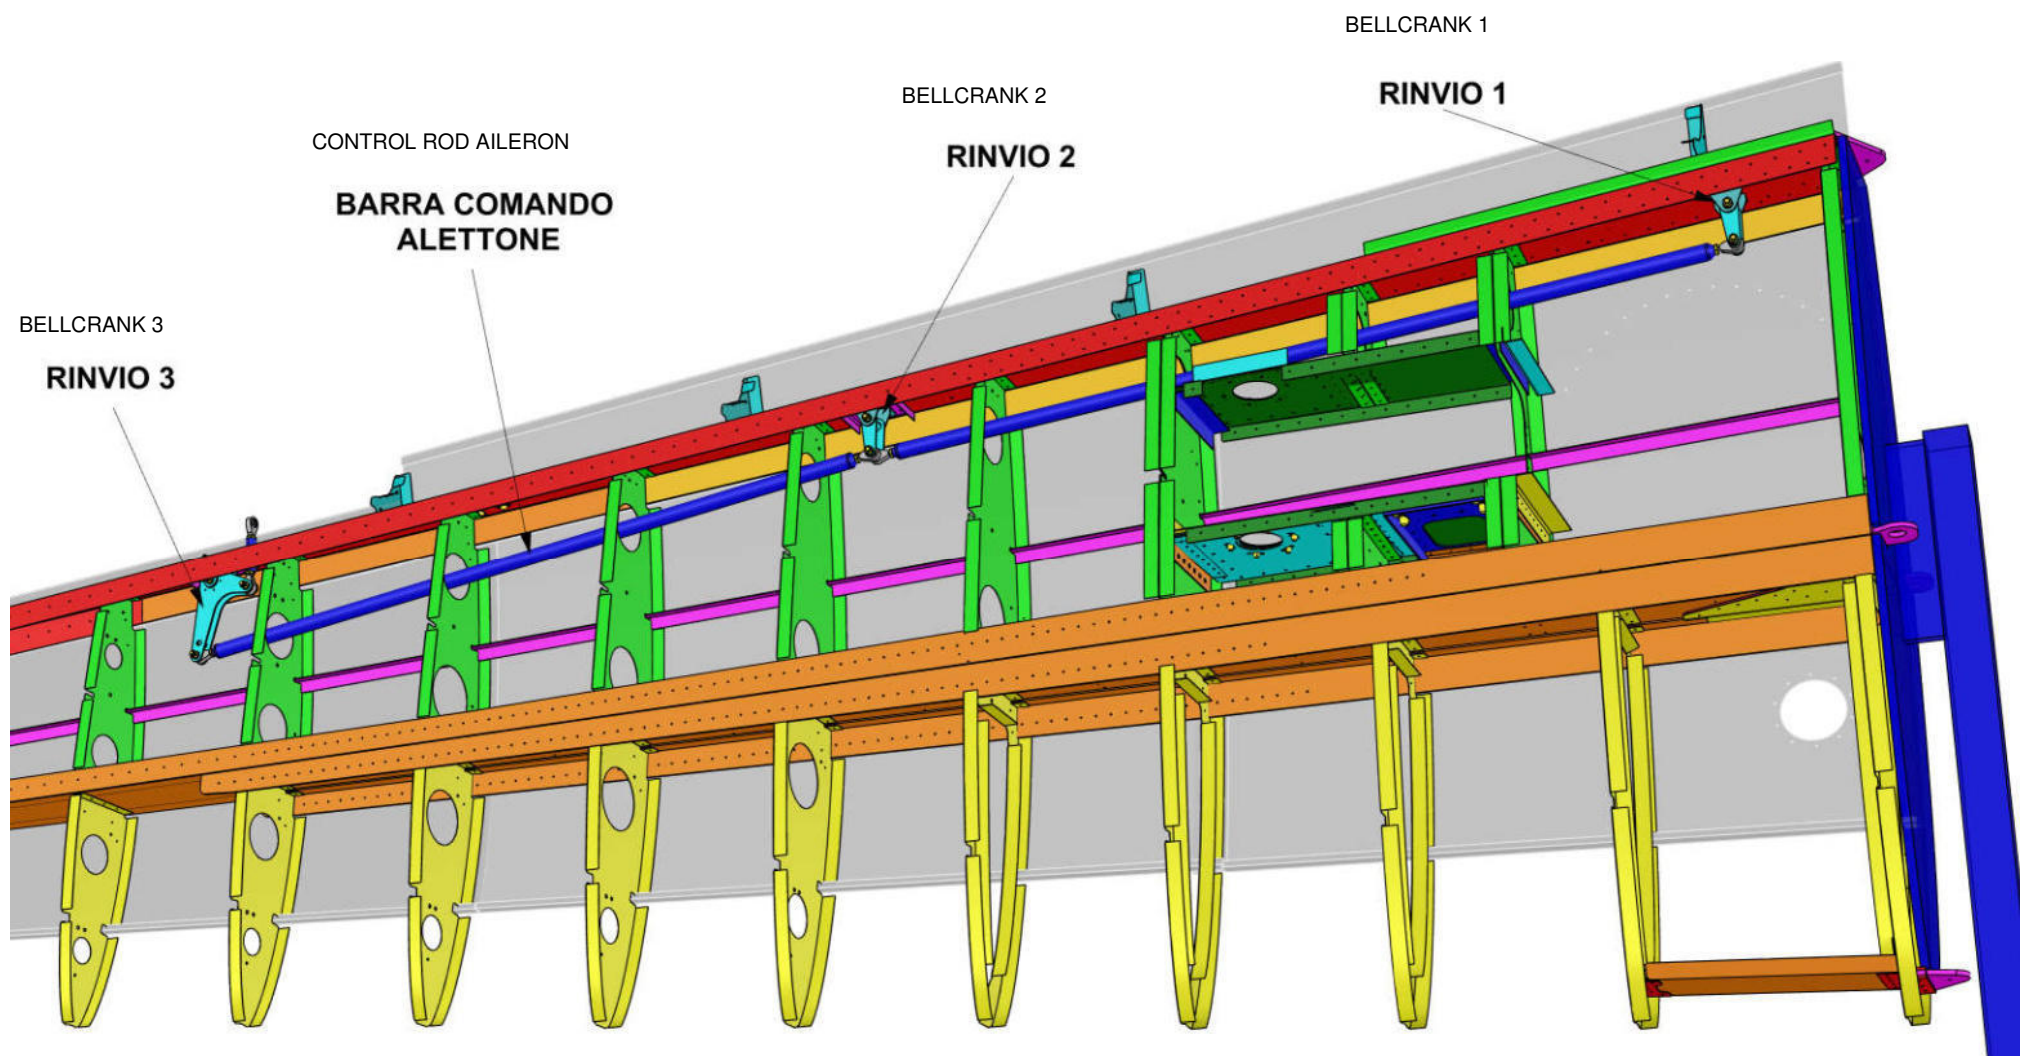 BELLCRANK 1
RINVIO 1
BELLCRANK 2
RINVIO 2
CONTROL ROD AILERON
BARRA COMANDO
ALETTONE
BELLCRANK 3
RINVIO 3